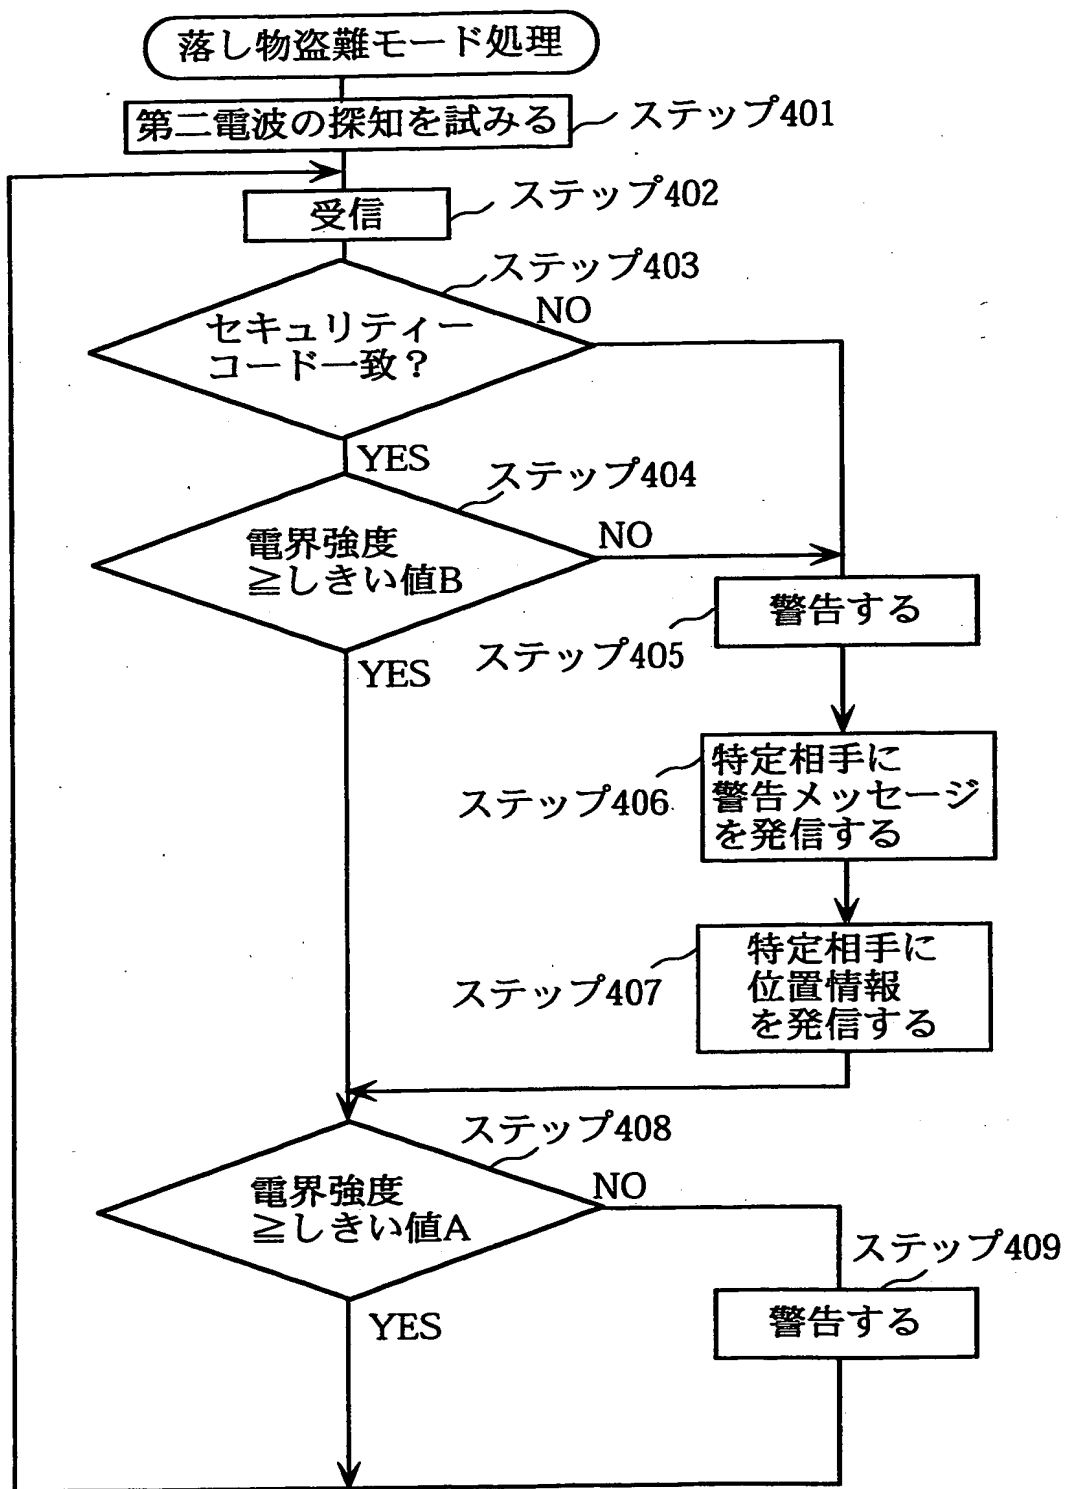 落し物盗難モード処理
第二電波の探知を試みる
ステップ401
受信
ステップ402
ステップ403
セキュリティー
コード一致？
NO
YES
ステップ404
電界強度
≧しきい値B
NO
YES
警告する
ステップ405
特定相手に
警告メッセージ
を発信する
ステップ406
特定相手に
位置情報
を発信する
ステップ407
ステップ408
電界強度
≧しきい値A
NO
YES
ステップ409
警告する